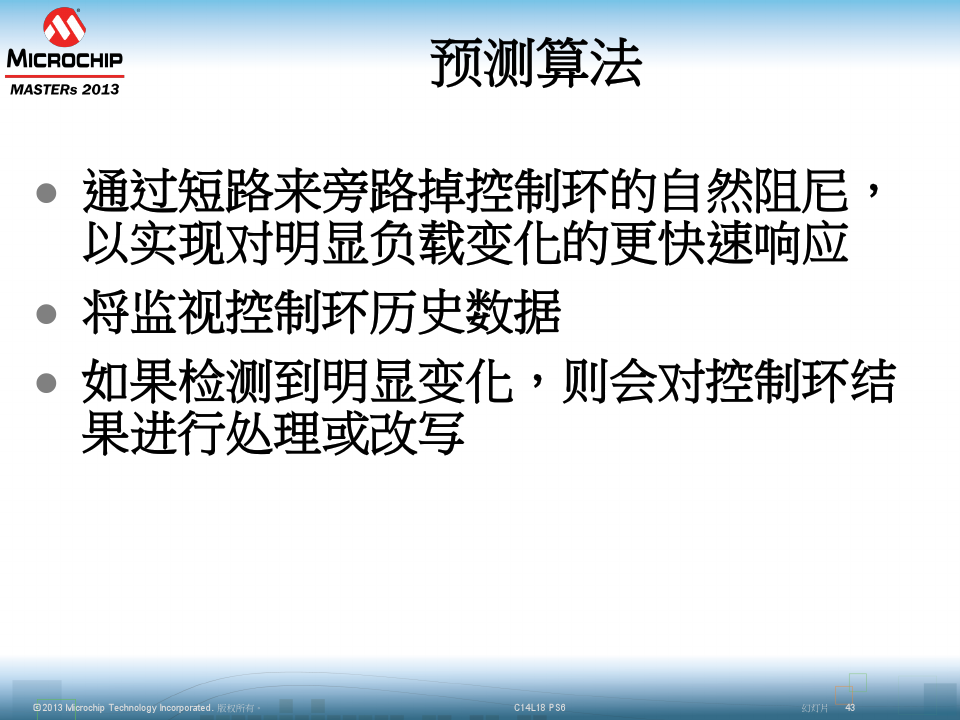 MICROCHIP
MASTERs 2013
预测算法
● 通过短路来旁路掉控制环的自然阻尼，
以实现对明显负载变化的更快速响应
● 将监视控制环历史数据
● 如果检测到明显变化，则会对控制环结
果进行处理或改写
©2013 Microchip Technology Incorporated. 版权所有。
C14L18 PS6
幻灯片 43